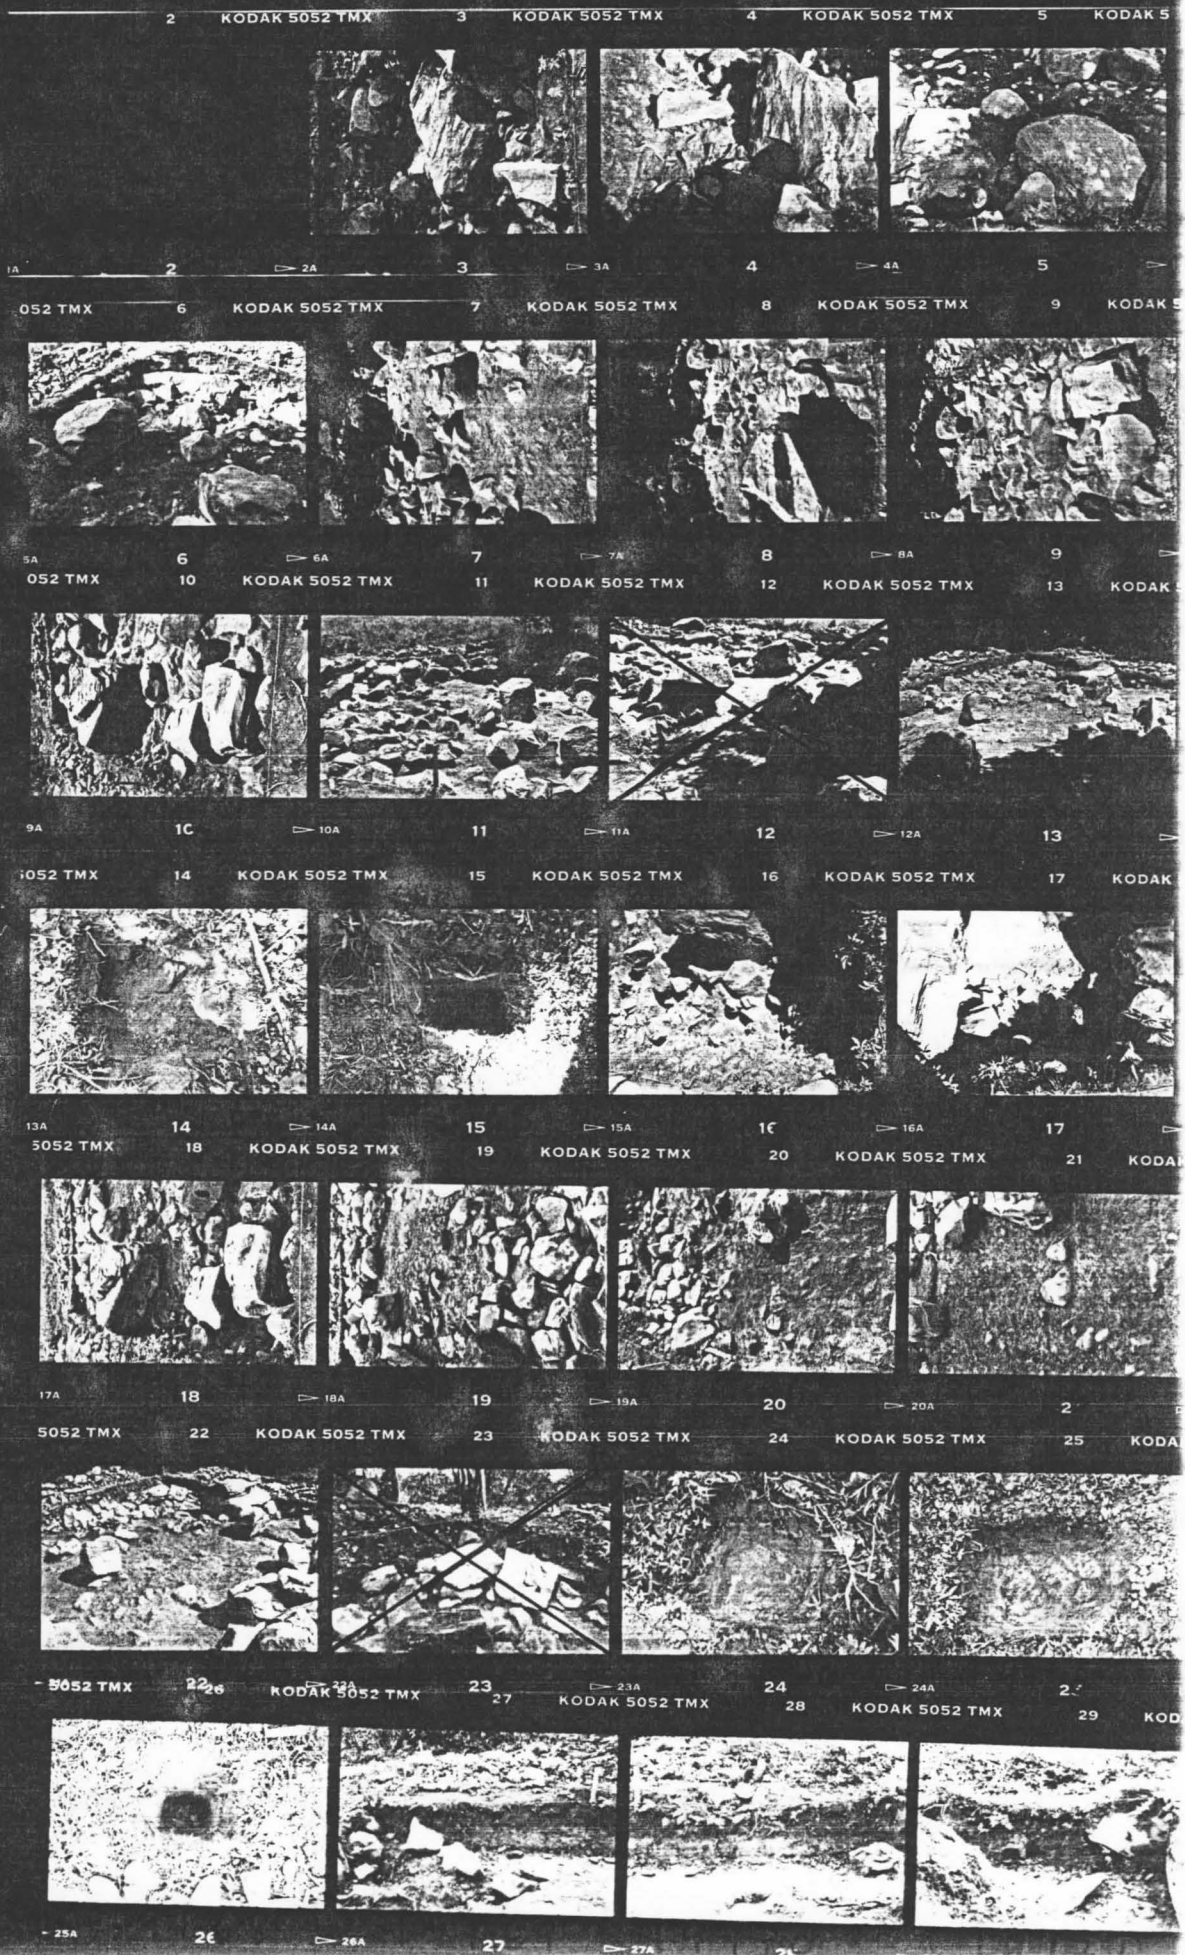 2 KODAK 5052 TMX 3 KODAK 5052 TMX 4 KODAK 5052 TMX 5 KODAK 5
1A 2 ▷ 2A 3 ▷ 3A 4 ▷ 4A 5 ▷
052 TMX 6 KODAK 5052 TMX 7 KODAK 5052 TMX 8 KODAK 5052 TMX 9 KODAK 5
5A 6 ▷ 6A 7 ▷ 7A 8 ▷ 8A 9 ▷
052 TMX 10 KODAK 5052 TMX 11 KODAK 5052 TMX 12 KODAK 5052 TMX 13 KODAK 5
9A 10 ▷ 10A 11 ▷ 11A 12 ▷ 12A 13 ▷
5052 TMX 14 KODAK 5052 TMX 15 KODAK 5052 TMX 16 KODAK 5052 TMX 17 KODAK
13A 14 ▷ 14A 15 ▷ 15A 16 ▷ 16A 17 ▷
5052 TMX 18 KODAK 5052 TMX 19 KODAK 5052 TMX 20 KODAK 5052 TMX 21 KODAK
17A 18 ▷ 18A 19 ▷ 19A 20 ▷ 20A 2
5052 TMX 22 KODAK 5052 TMX 23 KODAK 5052 TMX 24 KODAK 5052 TMX 25 KODA
22 ▷ 22A 23 ▷ 23A 24 ▷ 24A
5052 TMX 26 KODAK 5052 TMX 27 KODAK 5052 TMX 28 KODAK 5052 TMX 29 KOD
25A 26 ▷ 26A 27 ▷ 27A